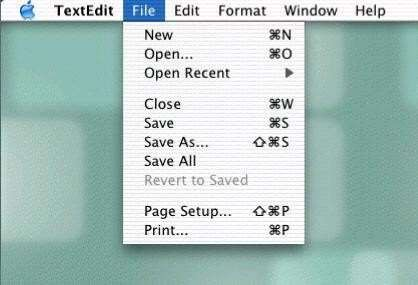 TextEdit File Edit Format Window Help
New ⌘N
Open... ⌘O
Open Recent ▶
Close ⌘W
Save ⌘S
Save As... ⇧⌘S
Save All
Revert to Saved
Page Setup... ⇧⌘P
Print... ⌘P